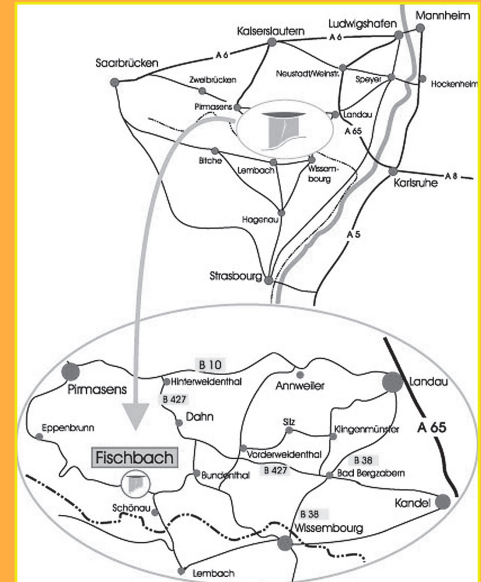 Mannheim
Ludwigshafen
Kaiserslautern
A 6
A 6
Saarbrücken
Neustadt/Weinstr.
Zweibrücken
Speyer
Hockenheim
Pirmasens
Landau
A 65
Bitche
Lembach
Wissem-
bourg
Karlsruhe
A 8
Hagenau
A 5
Strasbourg
B 10
Pirmasens
Hinterweidenthal
Annweiler
Landau
B 427
Dahn
Silz
Klingenmünster
A 65
Eppenbrunn
Fischbach
Vorderweidenthal
B 38
B 427
Bad Bergzabern
Bundenthal
Kandel
Schönau
B 38
Wissembourg
Lembach